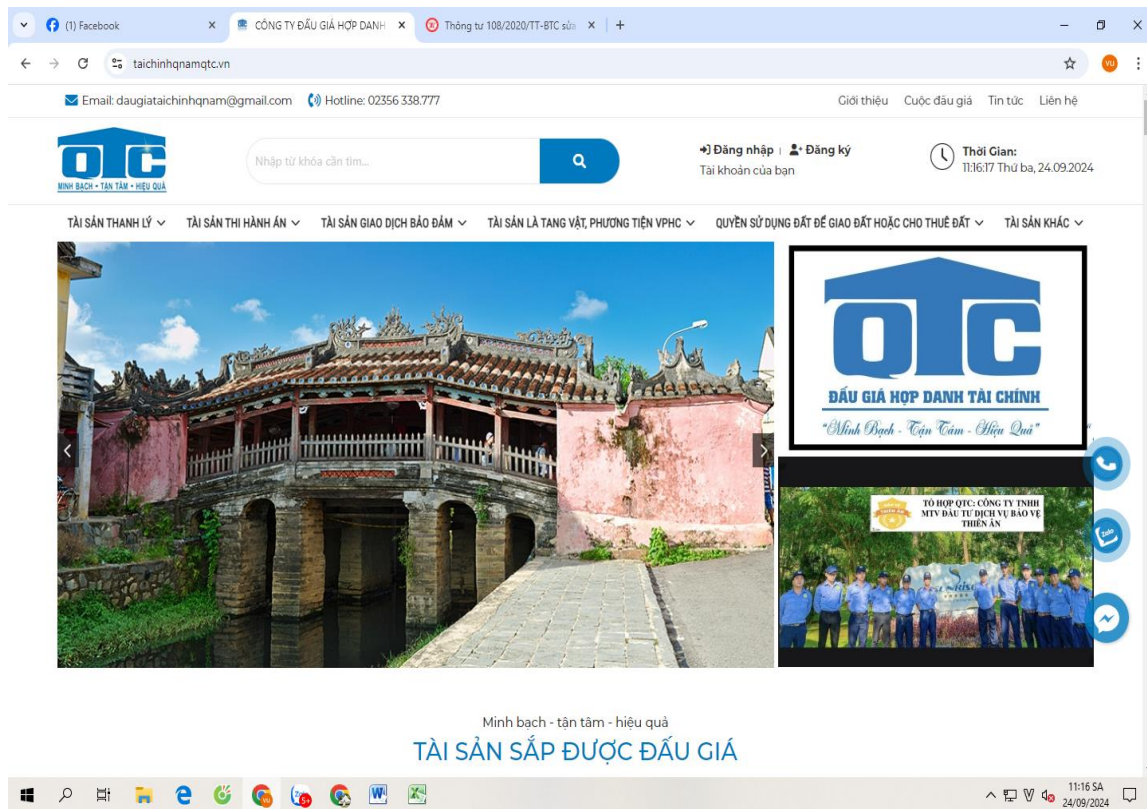 (1) Facebook
CÔNG TY ĐẤU GIÁ HỢP DANH
Thông tư 108/2020/TT-BTC sửa
taichinhqnamqtc.vn
VU
Email: daugiataichinhqnam@gmail.com
Hotline: 02356 338.777
Giới thiệu
Cuộc đấu giá
Tin tức
Liên hệ
QTC
MINH BẠCH - TẬN TÂM - HIỆU QUẢ
Nhập từ khóa cần tìm...
Đăng nhập | Đăng ký
Tài khoản của bạn
Thời Gian:
11:16:17 Thứ ba, 24.09.2024
TÀI SẢN THANH LÝ
TÀI SẢN THI HÀNH ÁN
TÀI SẢN GIAO DỊCH BẢO ĐẢM
TÀI SẢN LÀ TANG VẬT, PHƯƠNG TIỆN VPHC
QUYỀN SỬ DỤNG ĐẤT ĐỂ GIAO ĐẤT HOẶC CHO THUÊ ĐẤT
TÀI SẢN KHÁC
QTC
ĐẤU GIÁ HỢP DANH TÀI CHÍNH
"Minh Bạch - Tận Tâm - Hiệu Quả"
TỔ HỢP QTC: CÔNG TY TNHH
MTV ĐẦU TƯ DỊCH VỤ BẢO VỆ
THIÊN ÂN
SUNRISE
Zalo
Minh bạch - tận tâm - hiệu quả
TÀI SẢN SẮP ĐƯỢC ĐẤU GIÁ
5+
11:16 SA
24/09/2024